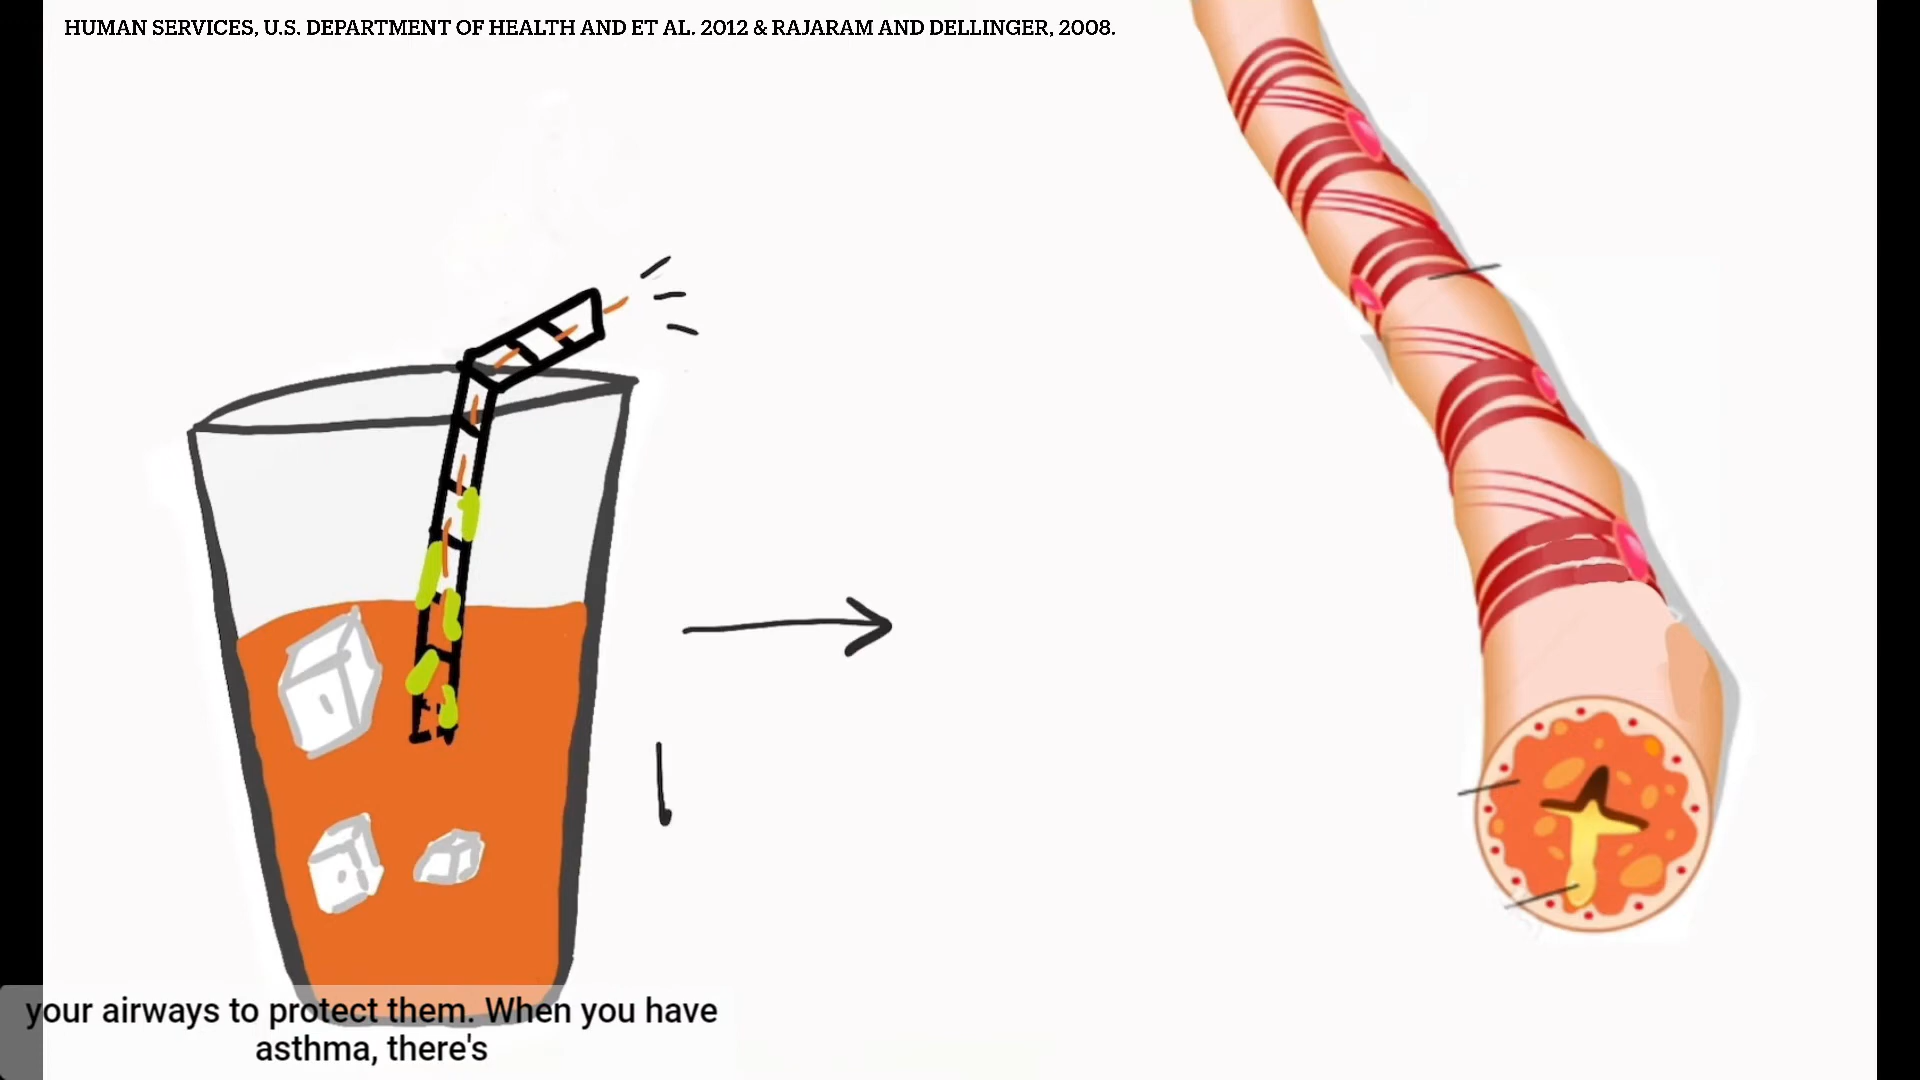 HUMAN SERVICES, U.S. DEPARTMENT OF HEALTH AND ET AL. 2012 & RAJARAM AND DELLINGER, 2008.
your airways to protect them. When you have
asthma, there's